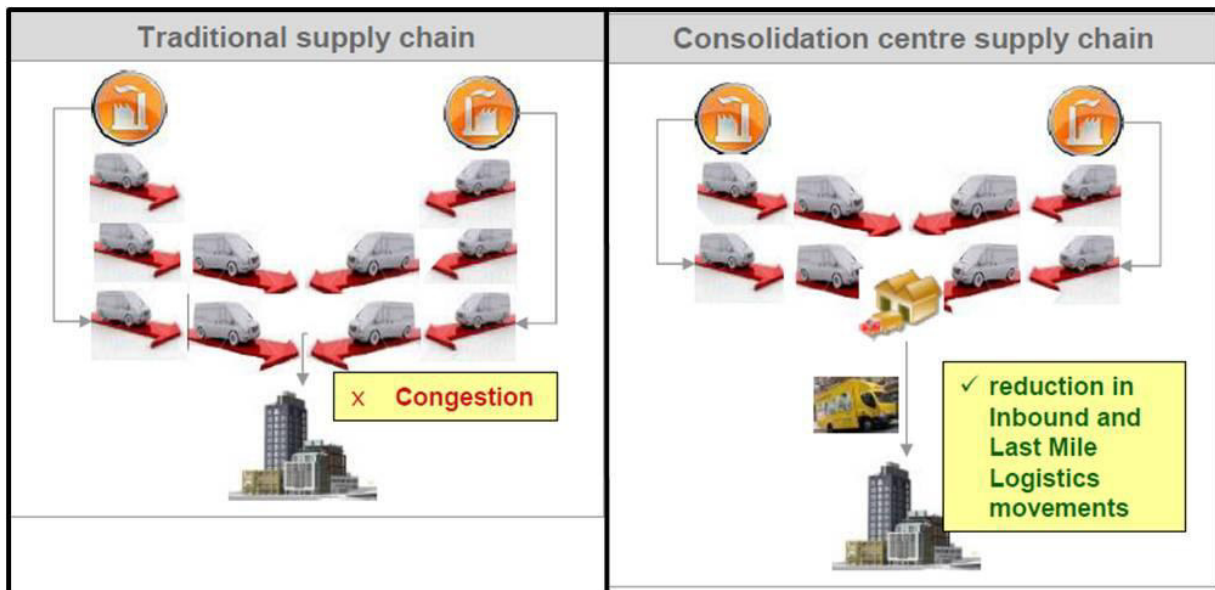 Traditional supply chain
Consolidation centre supply chain
x Congestion
✓ reduction in
Inbound and
Last Mile
Logistics
movements